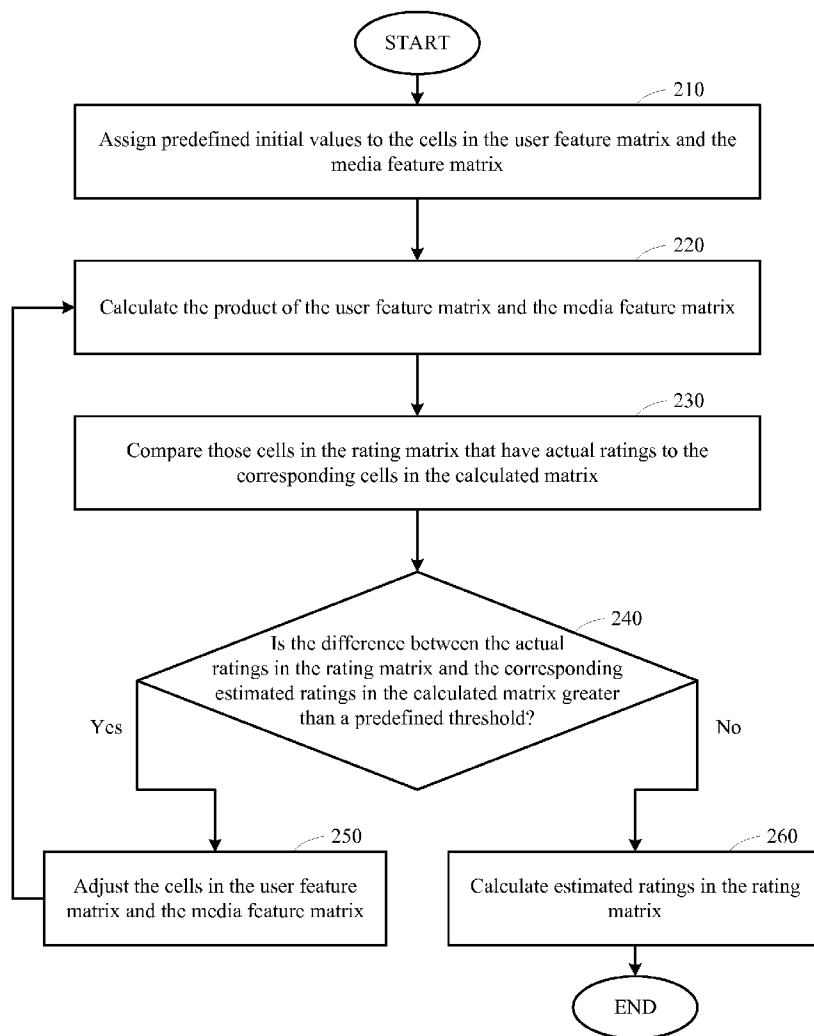 START
210
Assign predefined initial values to the cells in the user feature matrix and the
media feature matrix
220
Calculate the product of the user feature matrix and the media feature matrix
230
Compare those cells in the rating matrix that have actual ratings to the
corresponding cells in the calculated matrix
240
Is the difference between the actual
ratings in the rating matrix and the corresponding
estimated ratings in the calculated matrix greater
than a predefined threshold?
Yes
No
250
Adjust the cells in the user feature
matrix and the media feature matrix
260
Calculate estimated ratings in the rating
matrix
END